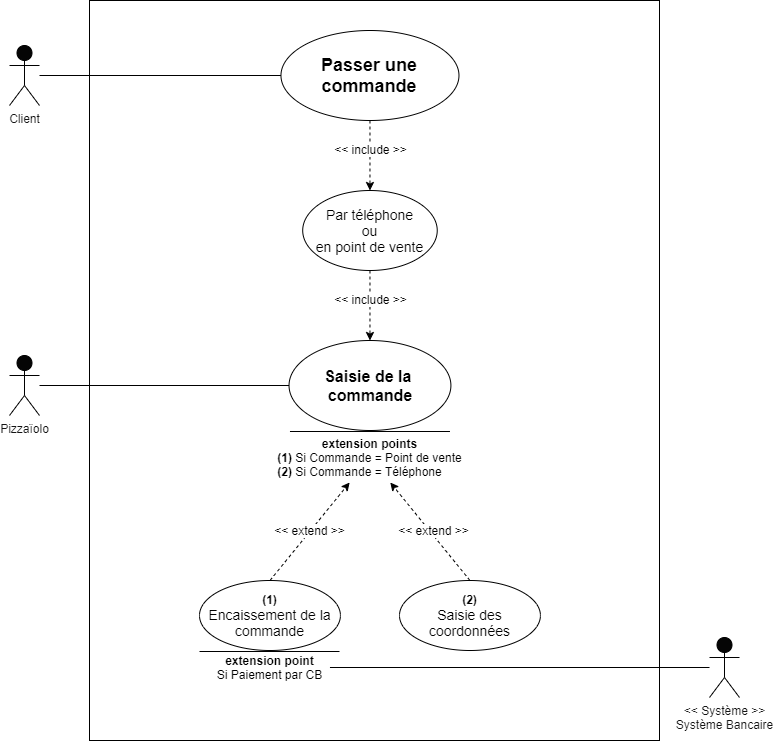 Passer une
commande
Client
<< include >>
Par téléphone
ou
en point de vente
<< include >>
Saisie de la
commande
Pizzaïolo
extension points
(1) Si Commande = Point de vente
(2) Si Commande = Téléphone
<< extend >>
<< extend >>
(1)
Encaissement de la
commande
(2)
Saisie des
coordonnées
extension point
Si Paiement par CB
<< Système >>
Système Bancaire